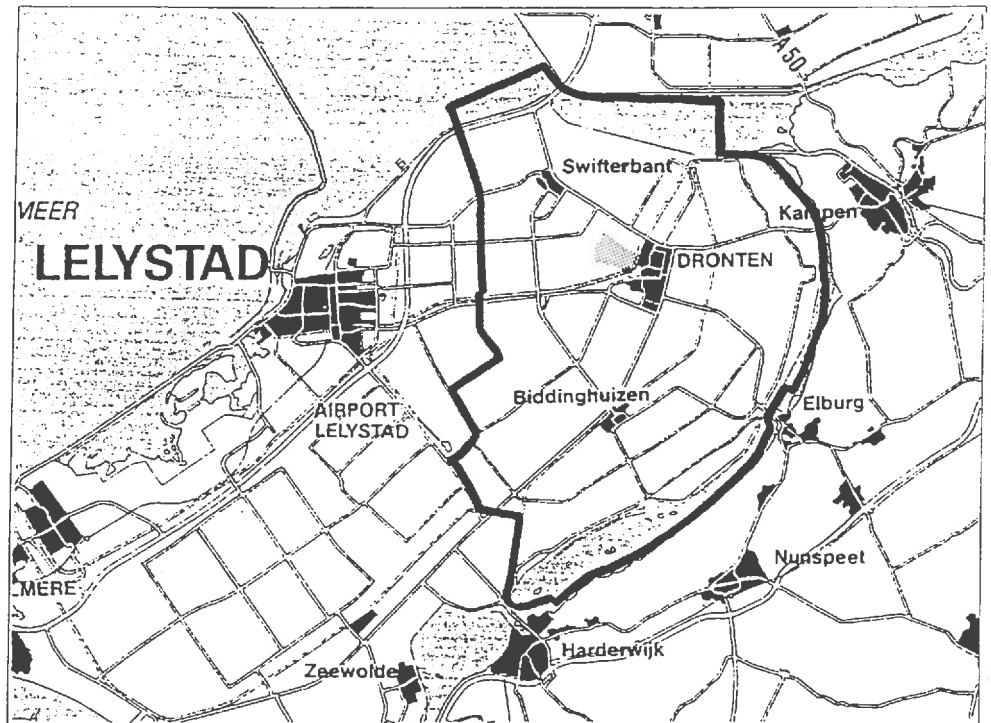 A50
Swifterbant
MEER
Kampen
LELYSTAD
DRONTEN
Biddinghuizen
Elburg
AIRPORT
LELYSTAD
Nunspeet
MERE
Harderwijk
Zeewolde